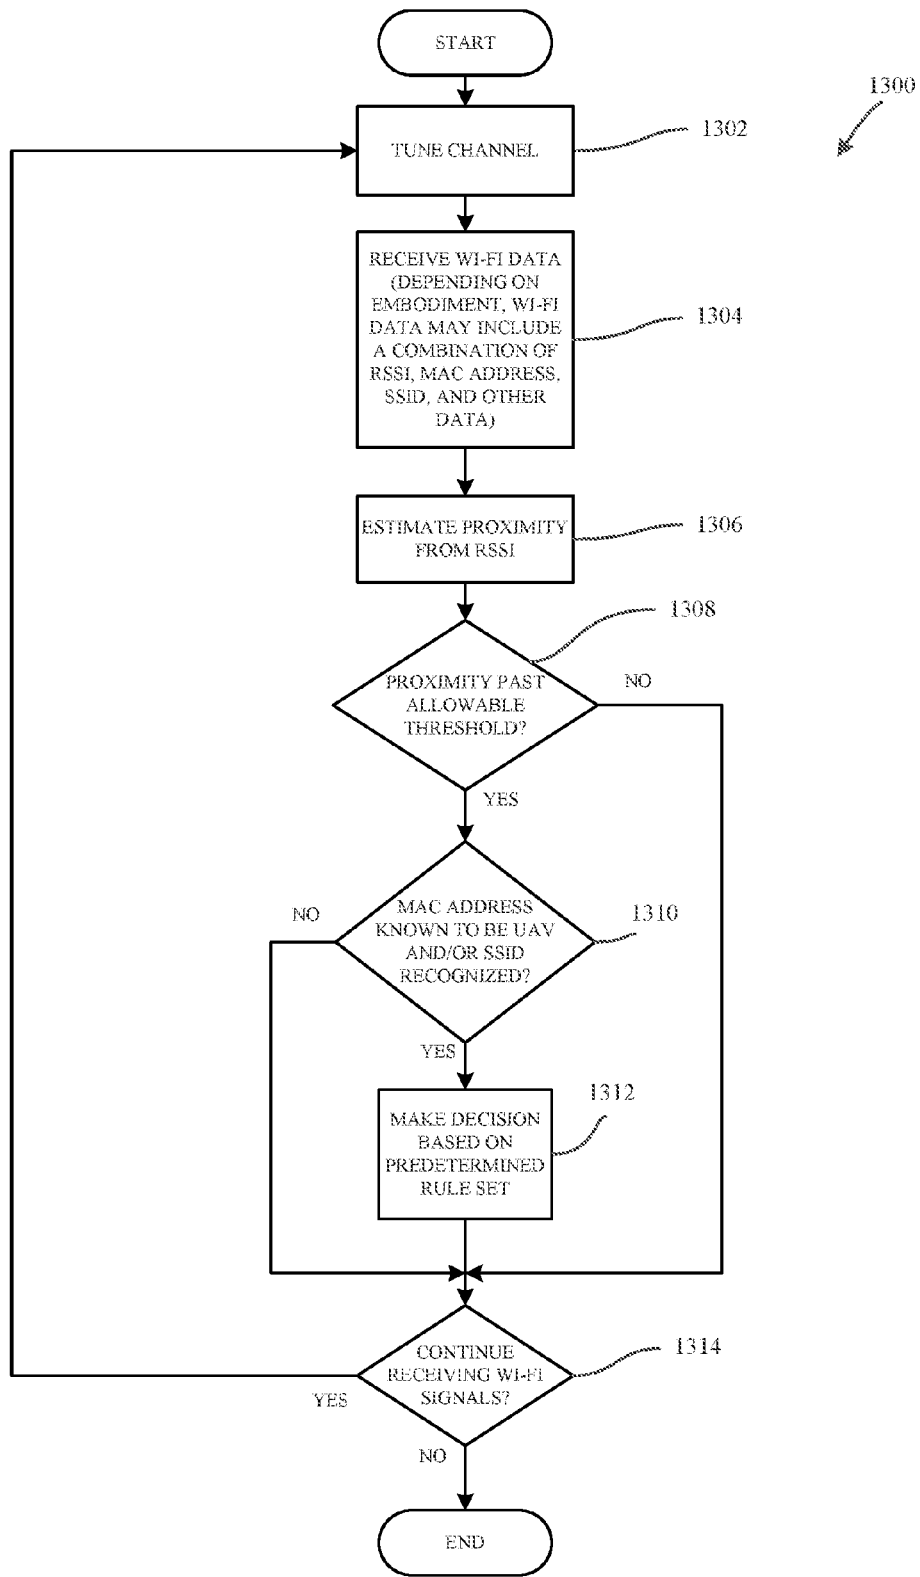 START
1300
1302
TUNE CHANNEL
RECEIVE WI-FI DATA
(DEPENDING ON
EMBODIMENT, WI-FI
DATA MAY INCLUDE
A COMBINATION OF
RSSI, MAC ADDRESS,
SSID, AND OTHER
DATA)
1304
ESTIMATE PROXIMITY
FROM RSSI
1306
1308
PROXIMITY PAST
ALLOWABLE
THRESHOLD?
NO
YES
NO
MAC ADDRESS
KNOWN TO BE UAV
AND/OR SSID
RECOGNIZED?
1310
YES
1312
MAKE DECISION
BASED ON
PREDETERMINED
RULE SET
CONTINUE
RECEIVING WI-FI
SIGNALS?
1314
YES
NO
END